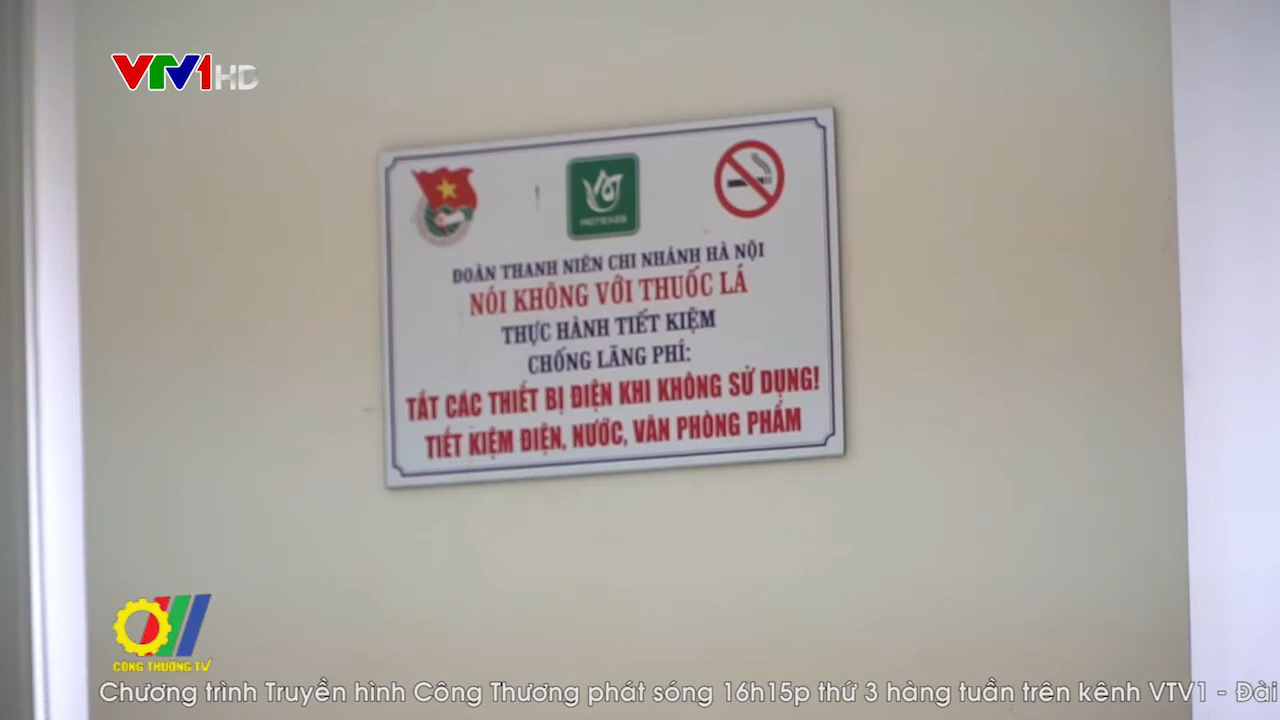 VTV1 HD
ĐOÀN THANH NIÊN CHI NHÁNH HÀ NỘI
NÓI KHÔNG VỚI THUỐC LÁ
THỰC HÀNH TIẾT KIỆM
CHỐNG LÃNG PHÍ:
TẮT CÁC THIẾT BỊ ĐIỆN KHI KHÔNG SỬ DỤNG!
TIẾT KIỆM ĐIỆN, NƯỚC, VĂN PHÒNG PHẨM
CÔNG THƯƠNG TV
Chương trình Truyền hình Công Thương phát sóng 16h15p thứ 3 hàng tuần trên kênh VTV1 - Đài